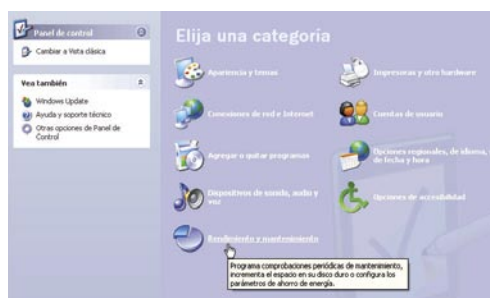 Panel de control
Cambiar a Vista clásica
Vea también
Windows Update
Ayuda y soporte técnico
Otras opciones de Panel de
Control
Elija una categoría
Apariencia y temas
Impresoras y otro hardware
Conexiones de red e Internet
Cuentas de usuario
Agregar o quitar programas
Opciones regionales, de idioma, y
de fecha y hora
Dispositivos de sonido, audio y
voz
Opciones de accesibilidad
Rendimiento y mantenimiento
Programa comprobaciones periódicas de mantenimiento,
incrementa el espacio en su disco duro o configura los
parámetros de ahorro de energía.